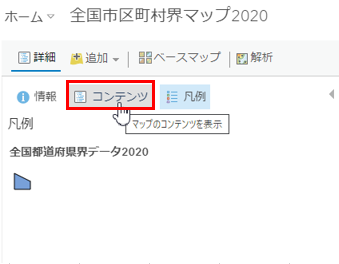 ホーム 全国市区町村界マップ2020
詳細 追加 ベースマップ 解析
情報 コンテンツ 凡例
凡例 マップのコンテンツを表示
全国都道府県界データ2020